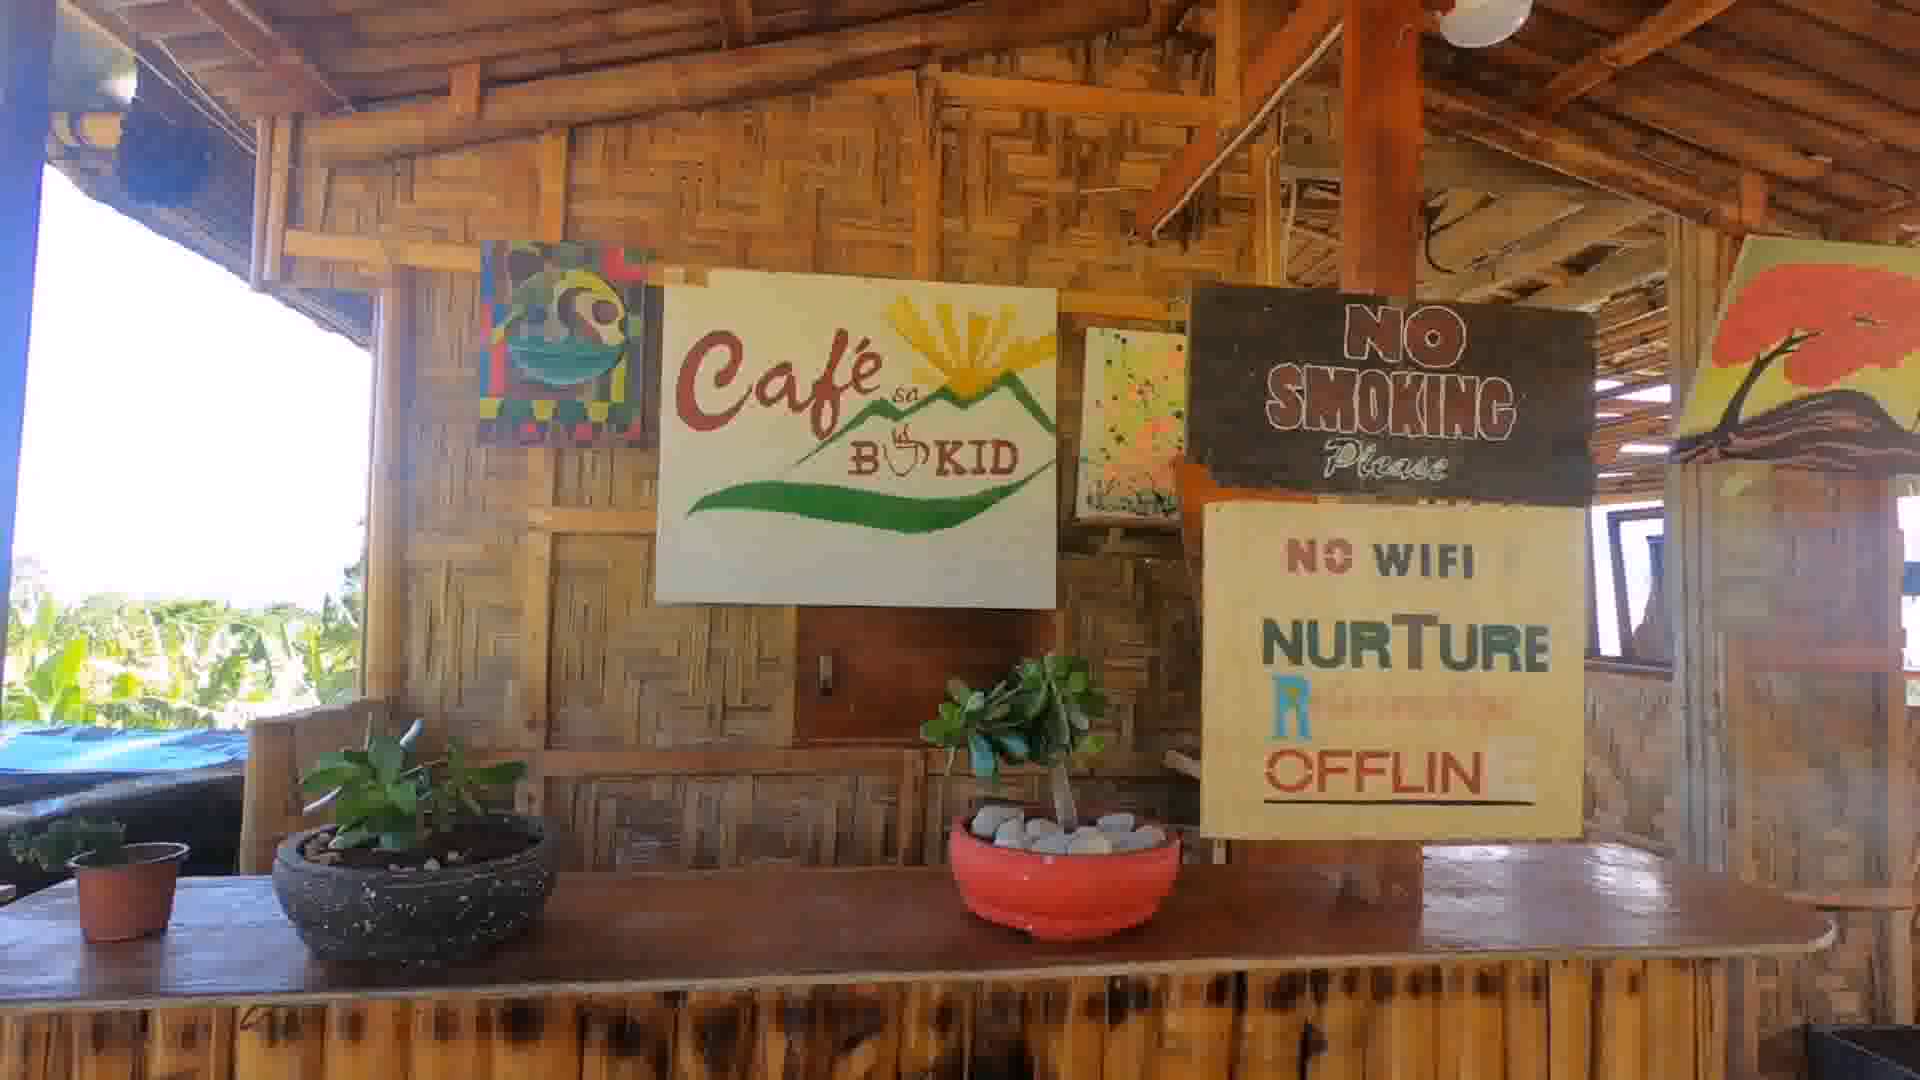 Café
sa
BUKID
NO
SMOKING
Please
NO WIFI
NURTURE
OFFLIN